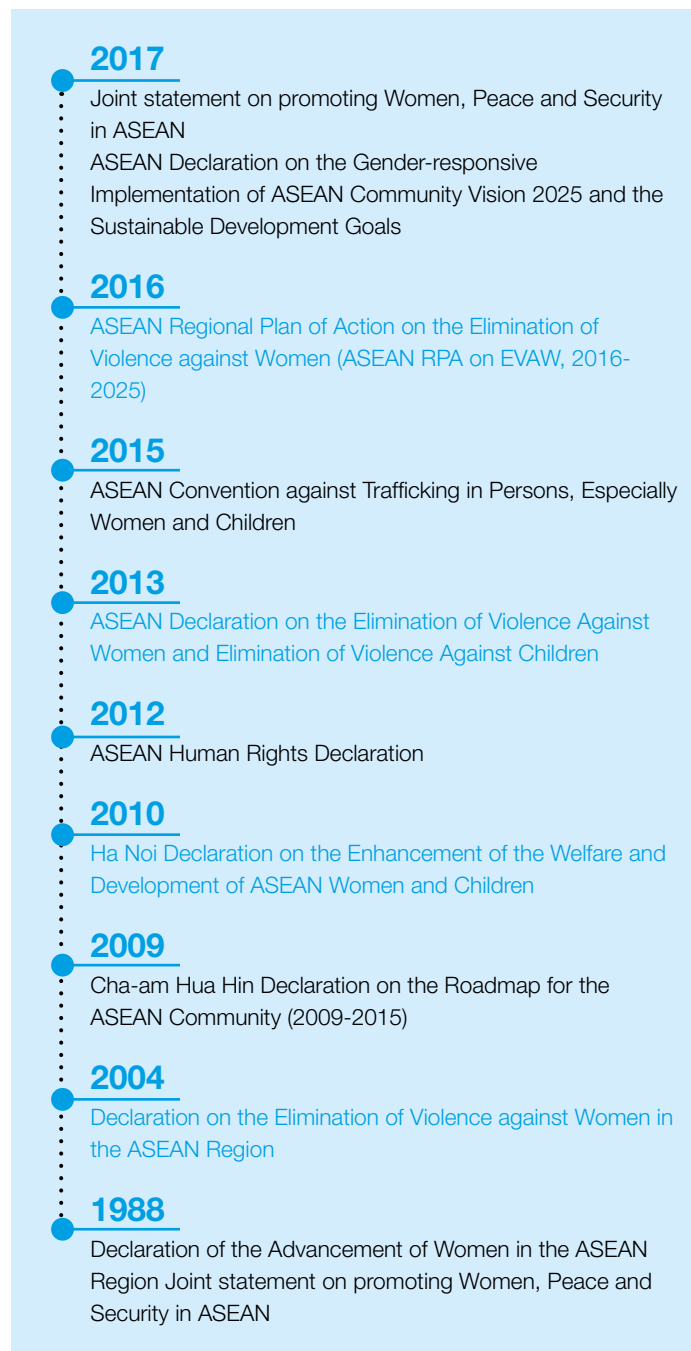 2017
Joint statement on promoting Women, Peace and Security
in ASEAN
ASEAN Declaration on the Gender-responsive
Implementation of ASEAN Community Vision 2025 and the
Sustainable Development Goals
2016
ASEAN Regional Plan of Action on the Elimination of
Violence against Women (ASEAN RPA on EVAW, 2016-
2025)
2015
ASEAN Convention against Trafficking in Persons, Especially
Women and Children
2013
ASEAN Declaration on the Elimination of Violence Against
Women and Elimination of Violence Against Children
2012
ASEAN Human Rights Declaration
2010
Ha Noi Declaration on the Enhancement of the Welfare and
Development of ASEAN Women and Children
2009
Cha-am Hua Hin Declaration on the Roadmap for the
ASEAN Community (2009-2015)
2004
Declaration on the Elimination of Violence against Women in
the ASEAN Region
1988
Declaration of the Advancement of Women in the ASEAN
Region Joint statement on promoting Women, Peace and
Security in ASEAN